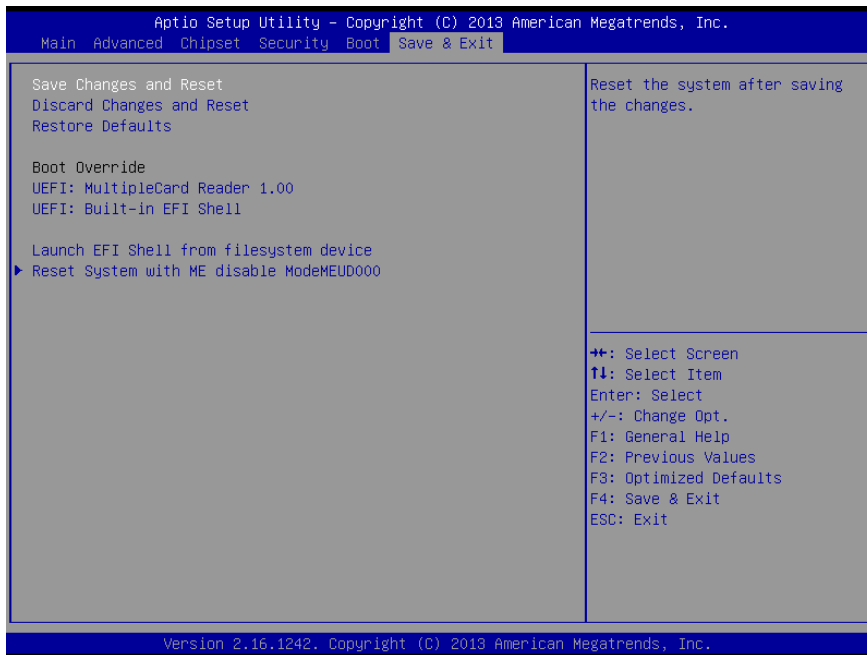 Aptio Setup Utility – Copyright (C) 2013 American Megatrends, Inc.
Main Advanced Chipset Security Boot Save & Exit
Save Changes and Reset
Discard Changes and Reset
Restore Defaults
Boot Override
UEFI: MultipleCard Reader 1.00
UEFI: Built-in EFI Shell
Launch EFI Shell from filesystem device
▶ Reset System with ME disable ModeMEUD000
Reset the system after saving
the changes.
→←: Select Screen
↑↓: Select Item
Enter: Select
+/-: Change Opt.
F1: General Help
F2: Previous Values
F3: Optimized Defaults
F4: Save & Exit
ESC: Exit
Version 2.16.1242. Copyright (C) 2013 American Megatrends, Inc.